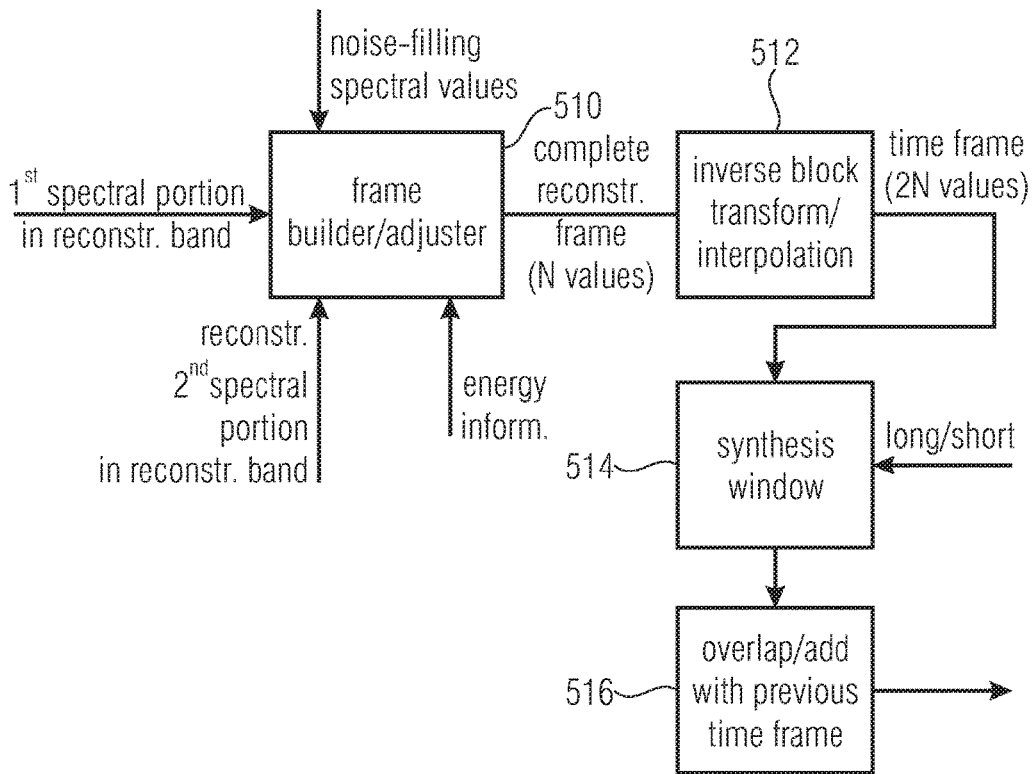 noise-filling
spectral values
510
512
1st spectral portion
in reconstr. band
frame
builder/adjuster
complete
reconstr.
frame
(N values)
inverse block
transform/
interpolation
time frame
(2N values)
reconstr.
2nd spectral
portion
in reconstr. band
energy
inform.
514
synthesis
window
long/short
516
overlap/add
with previous
time frame